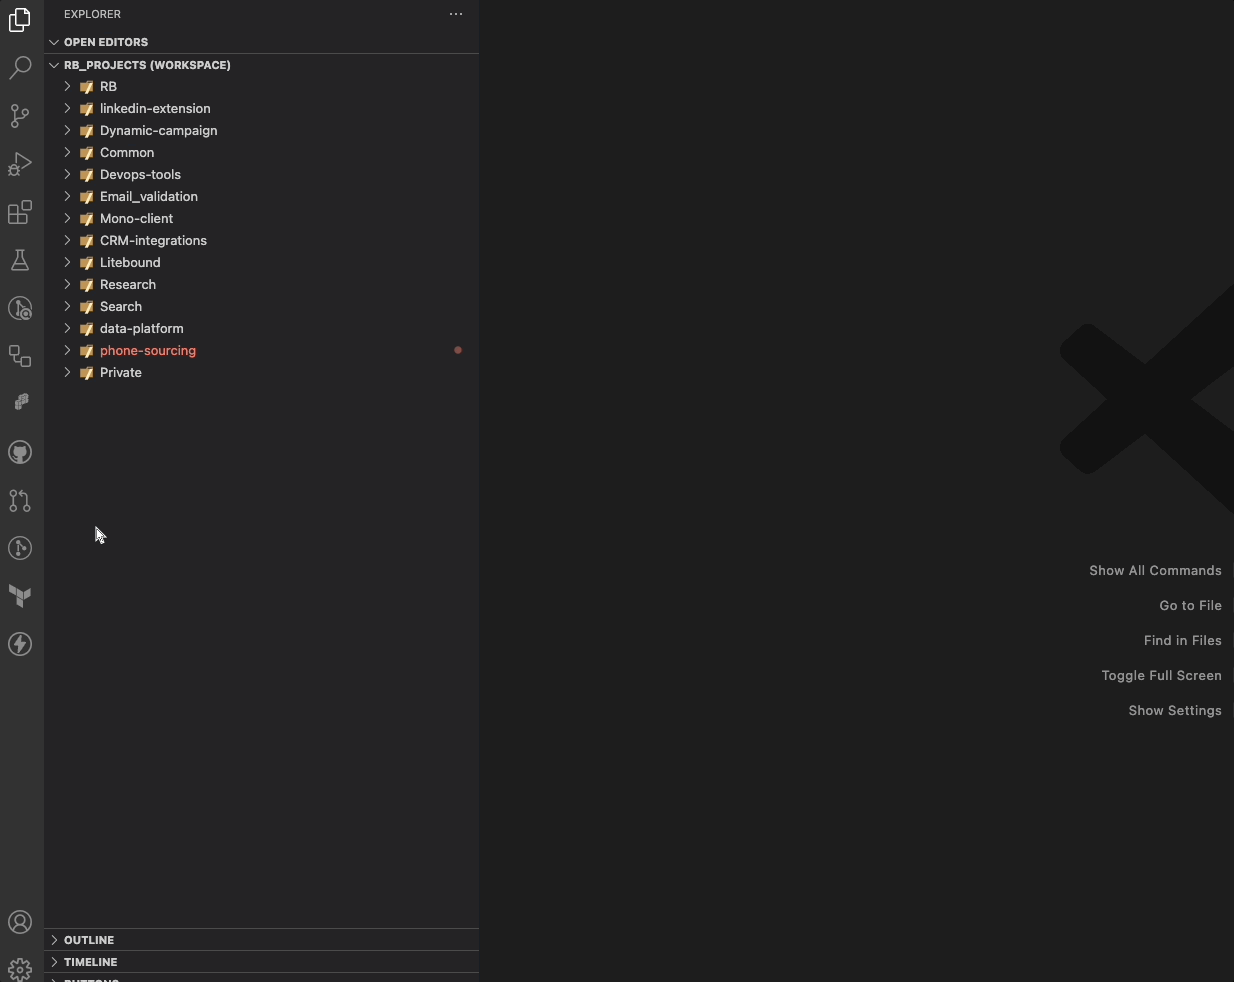 EXPLORER
OPEN EDITORS
RB_PROJECTS (WORKSPACE)
RB
linkedin-extension
Dynamic-campaign
Common
Devops-tools
Email_validation
Mono-client
CRM-integrations
Litebound
Research
Search
data-platform
phone-sourcing
Private
Show All Commands
Go to File
Find in Files
Toggle Full Screen
Show Settings
OUTLINE
TIMELINE